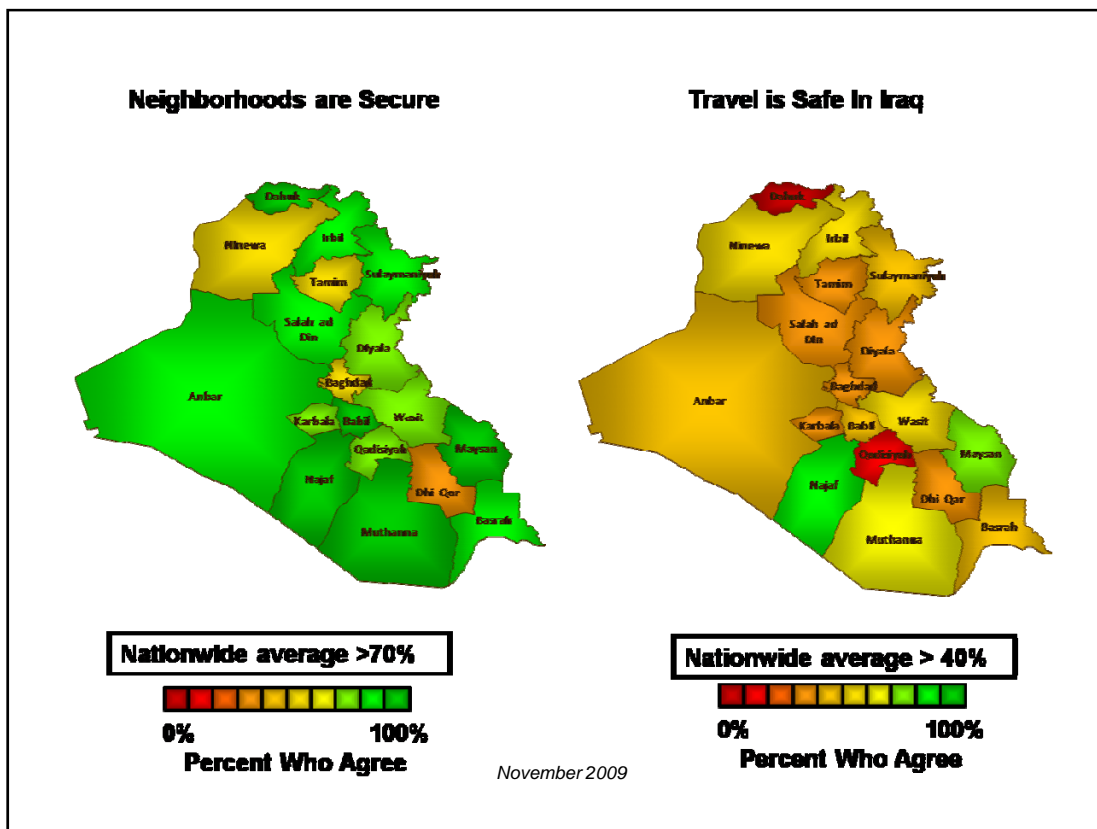 Neighborhoods are Secure
Dahuk
Ninewa
Irbil
Tamim
Sulaymaniyah
Salah ad
Din
Diyala
Baghdad
Anbar
Karbala
Babil
Wasit
Qadisiyah
Maysan
Najaf
Dhi Qar
Muthanna
Basrah
Nationwide average >70%
0% 100%
Percent Who Agree
Travel is Safe In Iraq
Dahuk
Ninewa
Irbil
Tamim
Sulaymaniyah
Salah ad
Din
Diyala
Baghdad
Anbar
Karbala
Babil
Wasit
Qadisiyah
Maysan
Najaf
Dhi Qar
Muthanna
Basrah
Nationwide average > 40%
0% 100%
Percent Who Agree
November 2009